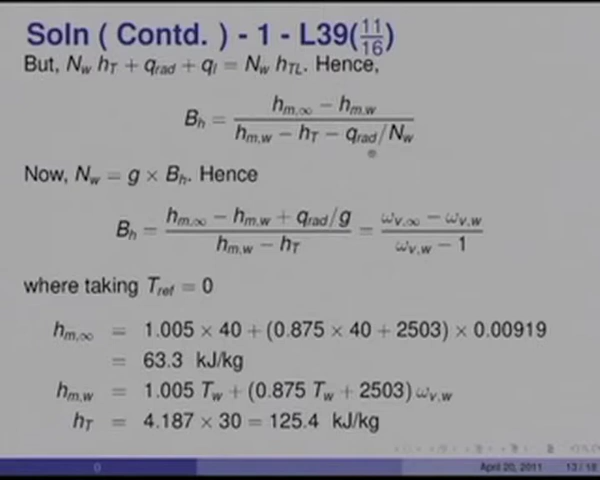 Soln ( Contd. ) - 1 - L39(11/16)
But, N_w h_T + q_rad + q_l = N_w h_TL. Hence,
B_h = (h_m,∞ − h_m,w) / (h_m,w − h_T − q_rad/N_w)
Now, N_w = g × B_h. Hence
B_h = (h_m,∞ − h_m,w + q_rad/g) / (h_m,w − h_T) = (ω_v,∞ − ω_v,w) / (ω_v,w − 1)
where taking T_ref = 0
h_m,∞ = 1.005 × 40 + (0.875 × 40 + 2503) × 0.00919
= 63.3 kJ/kg
h_m,w = 1.005 T_w + (0.875 T_w + 2503) ω_v,w
h_T = 4.187 × 30 = 125.4 kJ/kg
April 20, 2011 13 / 18